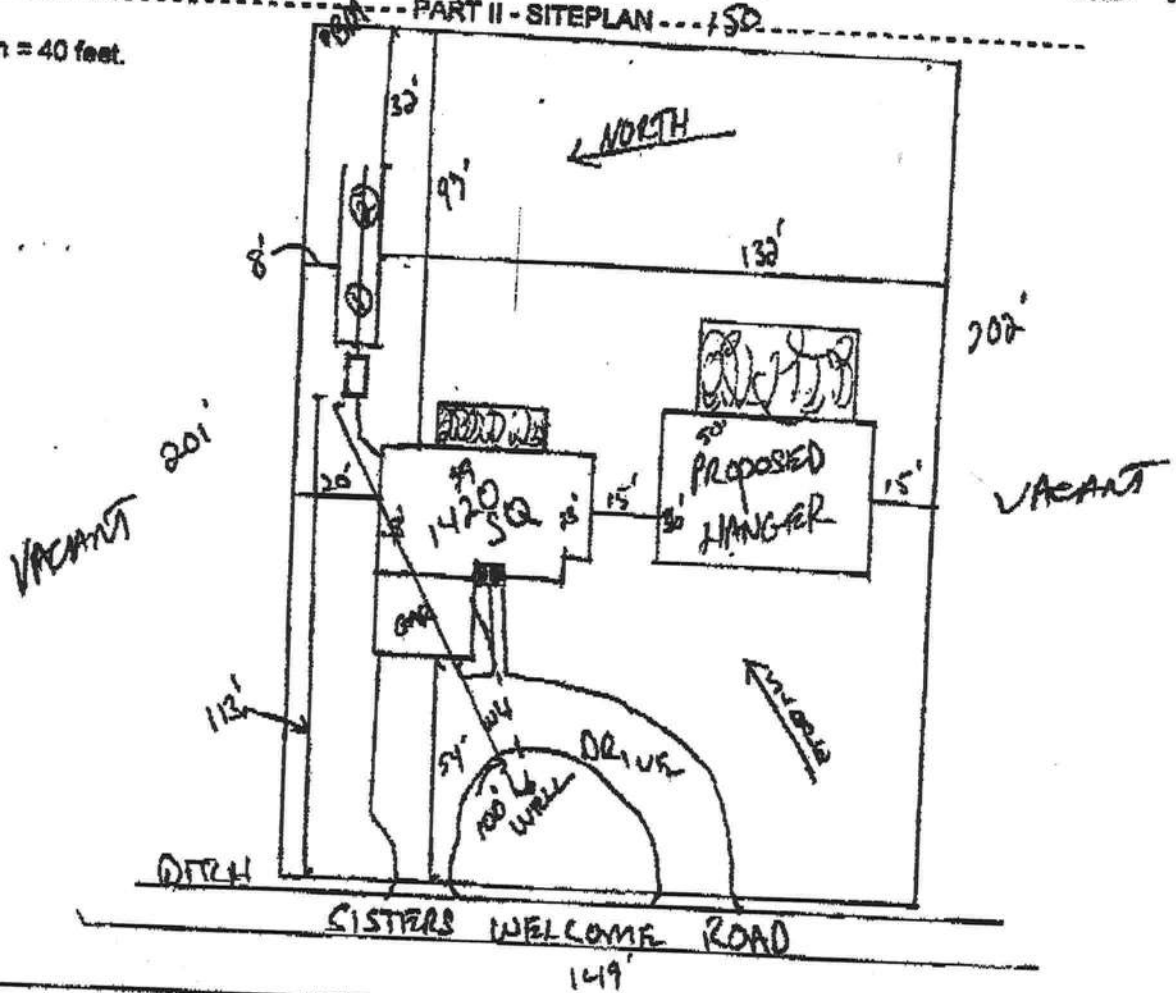 PART II - SITEPLAN
150
= 40 feet.
32'
NORTH
97'
8'
132'
202'
201'
20'
1420
SQ
15'
50'
PROPOSED
HANGER
15'
VACANT
VACANT
GAR
113'
54'
DRIVE
100'
WELL
DITCH
SISTERS WELCOME ROAD
149'